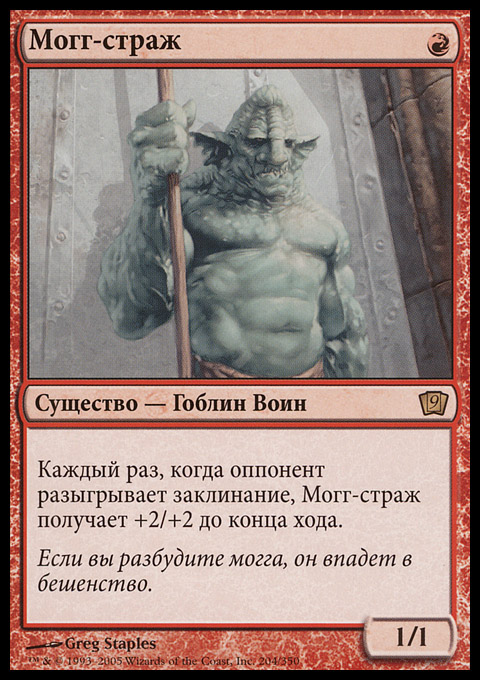 Могг-страж
Существо — Гоблин Воин
9
Каждый раз, когда оппонент
разыгрывает заклинание, Могг-страж
получает +2/+2 до конца хода.
Если вы разбудите могга, он впадет в
бешенство.
1/1
Greg Staples
™ & © 1993–2005 Wizards of the Coast, Inc. 204/350